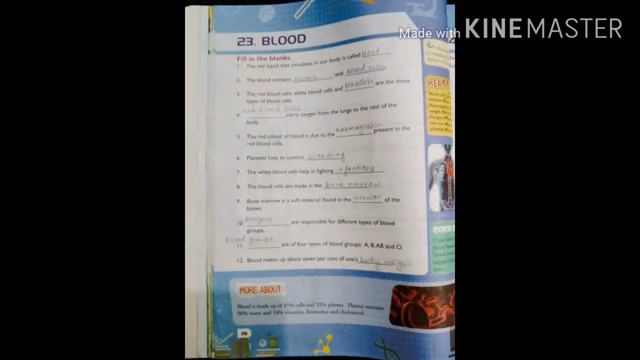 Made with KINEMASTER
23. BLOOD
Fill in the blanks.
1. The red liquid that circulates in our body is called blood
2. The blood contains plasma and blood cells
3. The red blood cells, white blood cells and platelets are the three
types of blood cells.
4. red blood cells carry oxygen from the lungs to the rest of the
body.
5. The red colour of blood is due to the haemoglobin present in the
red blood cells.
6. Platelets help to control bleeding
7. The white blood cells help in fighting infections
8. The blood cells are made in the bone marrow
9. Bone marrow is a soft material found in the interior of the
bones.
10. are responsible for different types of blood
groups.
11. Blood groups are of four types of blood groups: A, B, AB and O.
12. Blood makes up about seven per cent of one's body weight
MORE ABOUT
Blood is made up of 45% cells and 55% plasma. Plasma contains
90% water and 10% vitamins, hormones and cholesterol.
26